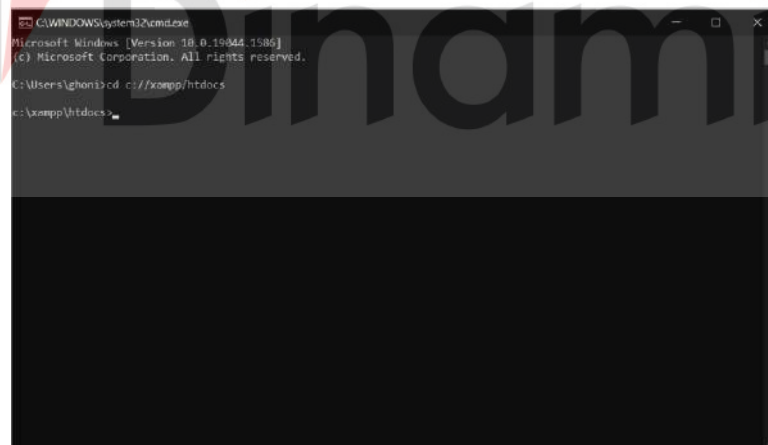 C:\WINDOWS\system32\cmd.exe
Microsoft Windows [Version 10.0.19044.1586]
(c) Microsoft Corporation. All rights reserved.
C:\Users\ghoni>cd c://xampp/htdocs
c:\xampp\htdocs>